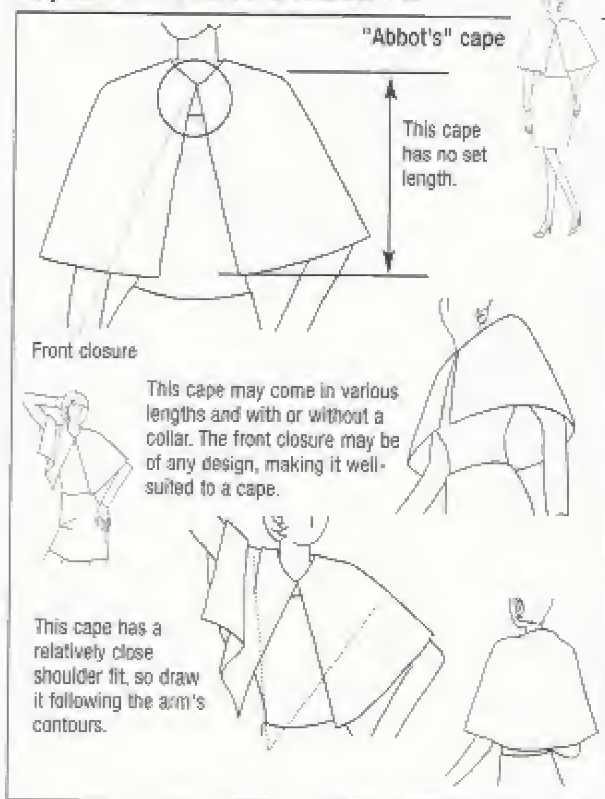 "Abbot's" cape
This cape
has no set
length.
Front closure
This cape may come in various
lengths and with or without a
collar. The front closure may be
of any design, making it well-
suited to a cape.
This cape has a
relatively close
shoulder fit, so draw
it following the arm's
contours.